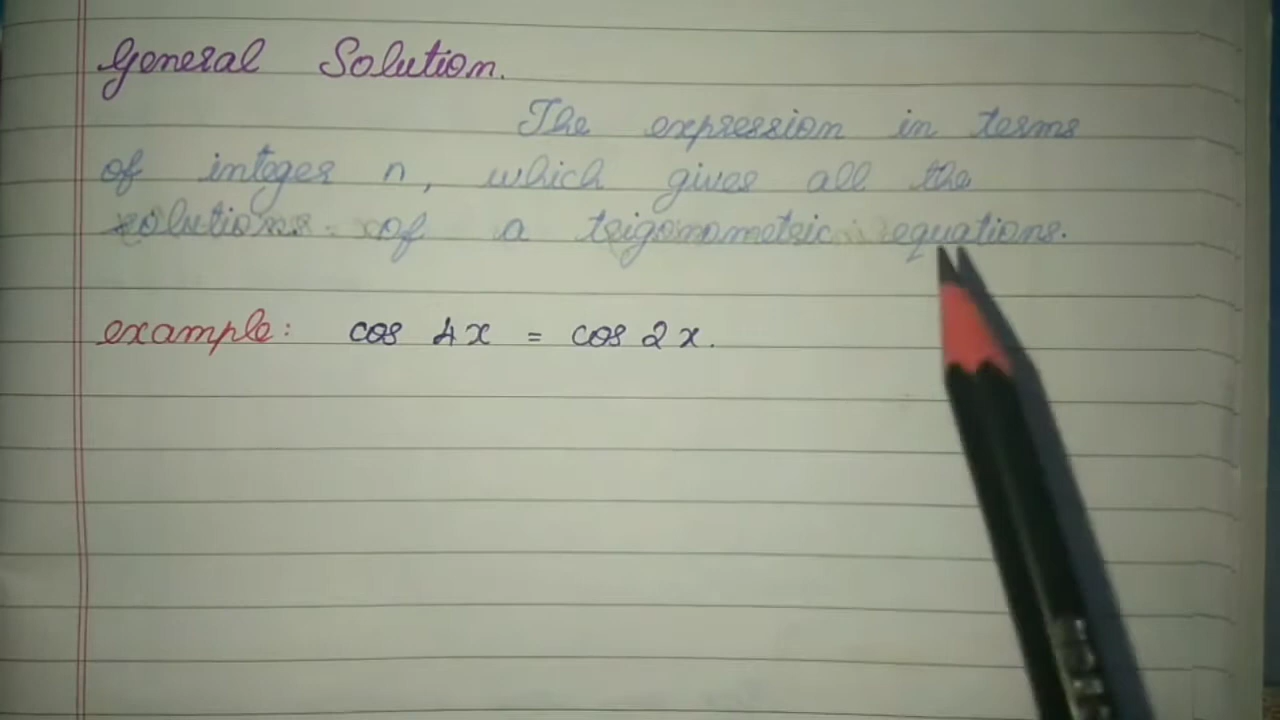 General Solution.
The expression in terms
of integer n, which gives all the
solutions of a trigonometric equations.
example: cos 4x = cos 2x.